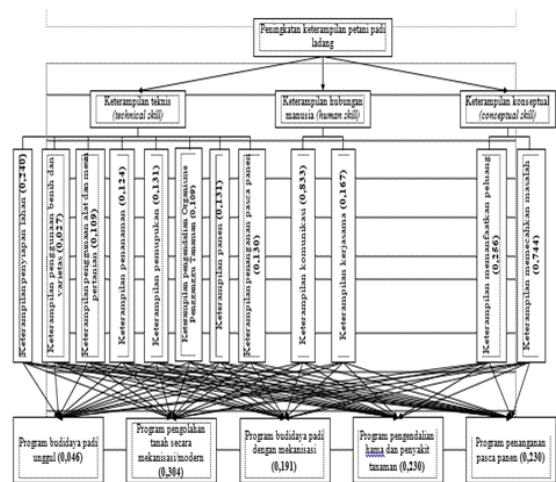 Peningkatan keterampilan petani padi
ladang
Keterampilan teknis
(technical skill)
Keterampilan hubungan
manusia (human skill)
Keterampilan konseptual
(conceptual skill)
Keterampilan penyiapan lahan (0,240)
Keterampilan penggunaan benih dan
varietas (0,027)
Keterampilan penggunaan alat dan mesin
pertanian (0,109)
Keterampilan penanaman (0,124)
Keterampilan pemupukan (0,131)
Keterampilan pengendalian Organisme
Pengganggu Tanaman (0,109)
Keterampilan panen (0,131)
Keterampilan penanganan pasca panen
(0,130)
Keterampilan komunikasi (0,833)
Keterampilan kerjasama (0,167)
Keterampilan memanfaatkan peluang
(0,256)
Keterampilan memecahkan masalah
(0,744)
Program budidaya padi
unggul (0,046)
Program pengolahan
tanah secara
mekanisasi/modern
(0,304)
Program budidaya padi
dengan mekanisasi
(0,191)
Program pengendalian
hama dan penyakit
tanaman (0,230)
Program penanganan
pasca panen (0,230)